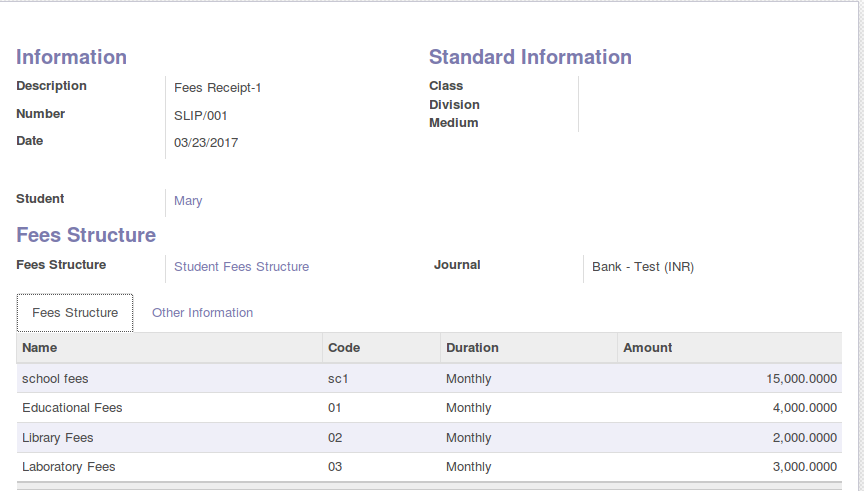 Information
Description Fees Receipt-1
Number SLIP/001
Date 03/23/2017
Student Mary
Standard Information
Class
Division
Medium
Fees Structure
Fees Structure Student Fees Structure Journal Bank - Test (INR)
Fees Structure Other Information
Name Code Duration Amount
school fees sc1 Monthly 15,000.0000
Educational Fees 01 Monthly 4,000.0000
Library Fees 02 Monthly 2,000.0000
Laboratory Fees 03 Monthly 3,000.0000